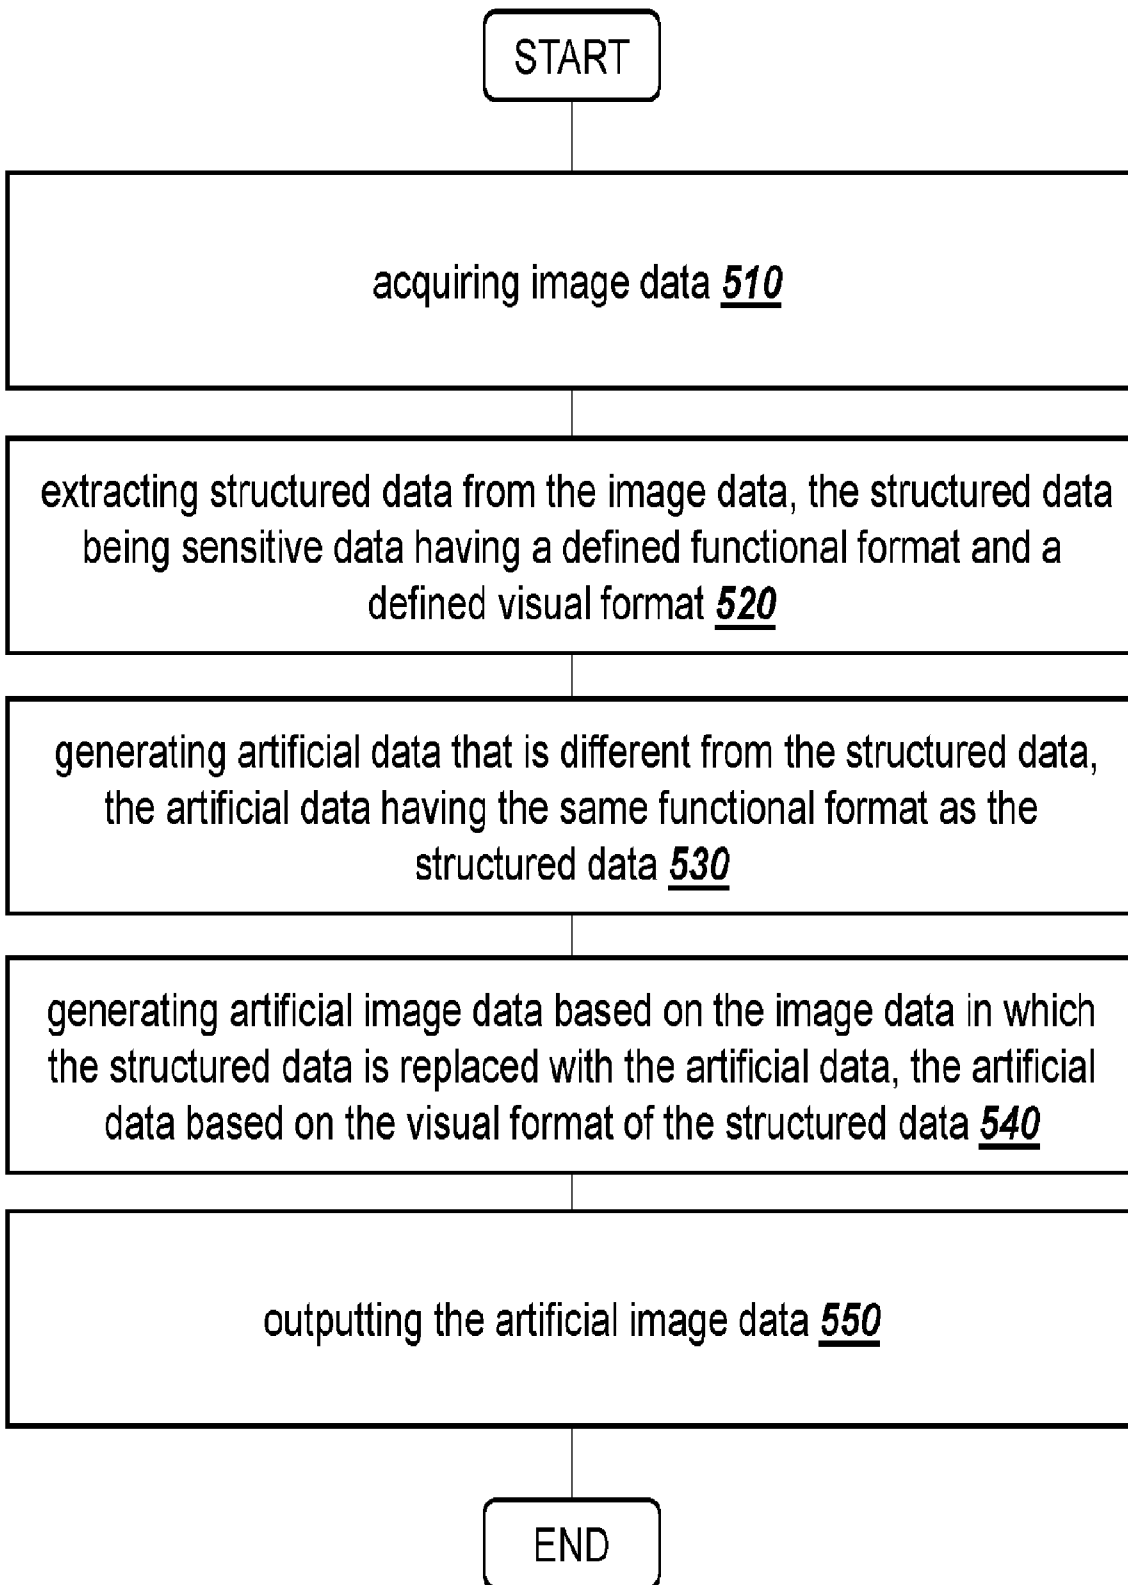 START
acquiring image data 510
extracting structured data from the image data, the structured data
being sensitive data having a defined functional format and a
defined visual format 520
generating artificial data that is different from the structured data,
the artificial data having the same functional format as the
structured data 530
generating artificial image data based on the image data in which
the structured data is replaced with the artificial data, the artificial
data based on the visual format of the structured data 540
outputting the artificial image data 550
END